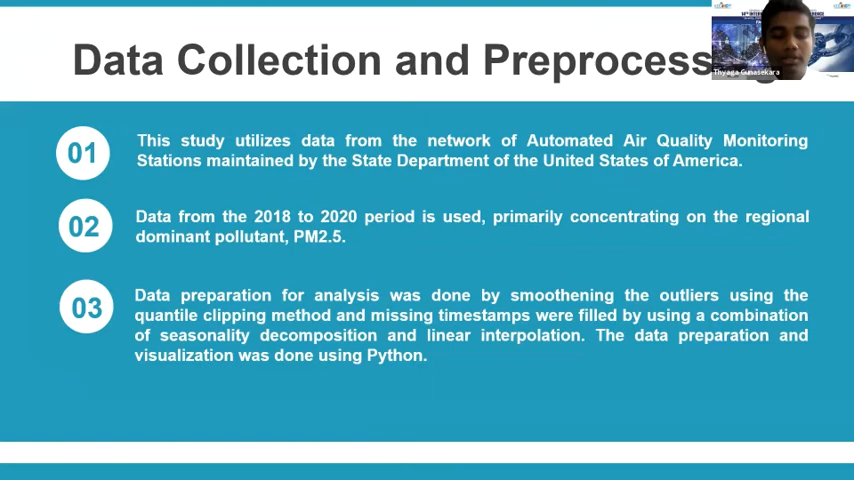 Data Collection and Preprocess
Thyaga Gunasekara
01
This study utilizes data from the network of Automated Air Quality Monitoring
Stations maintained by the State Department of the United States of America.
02
Data from the 2018 to 2020 period is used, primarily concentrating on the regional
dominant pollutant, PM2.5.
03
Data preparation for analysis was done by smoothening the outliers using the
quantile clipping method and missing timestamps were filled by using a combination
of seasonality decomposition and linear interpolation. The data preparation and
visualization was done using Python.